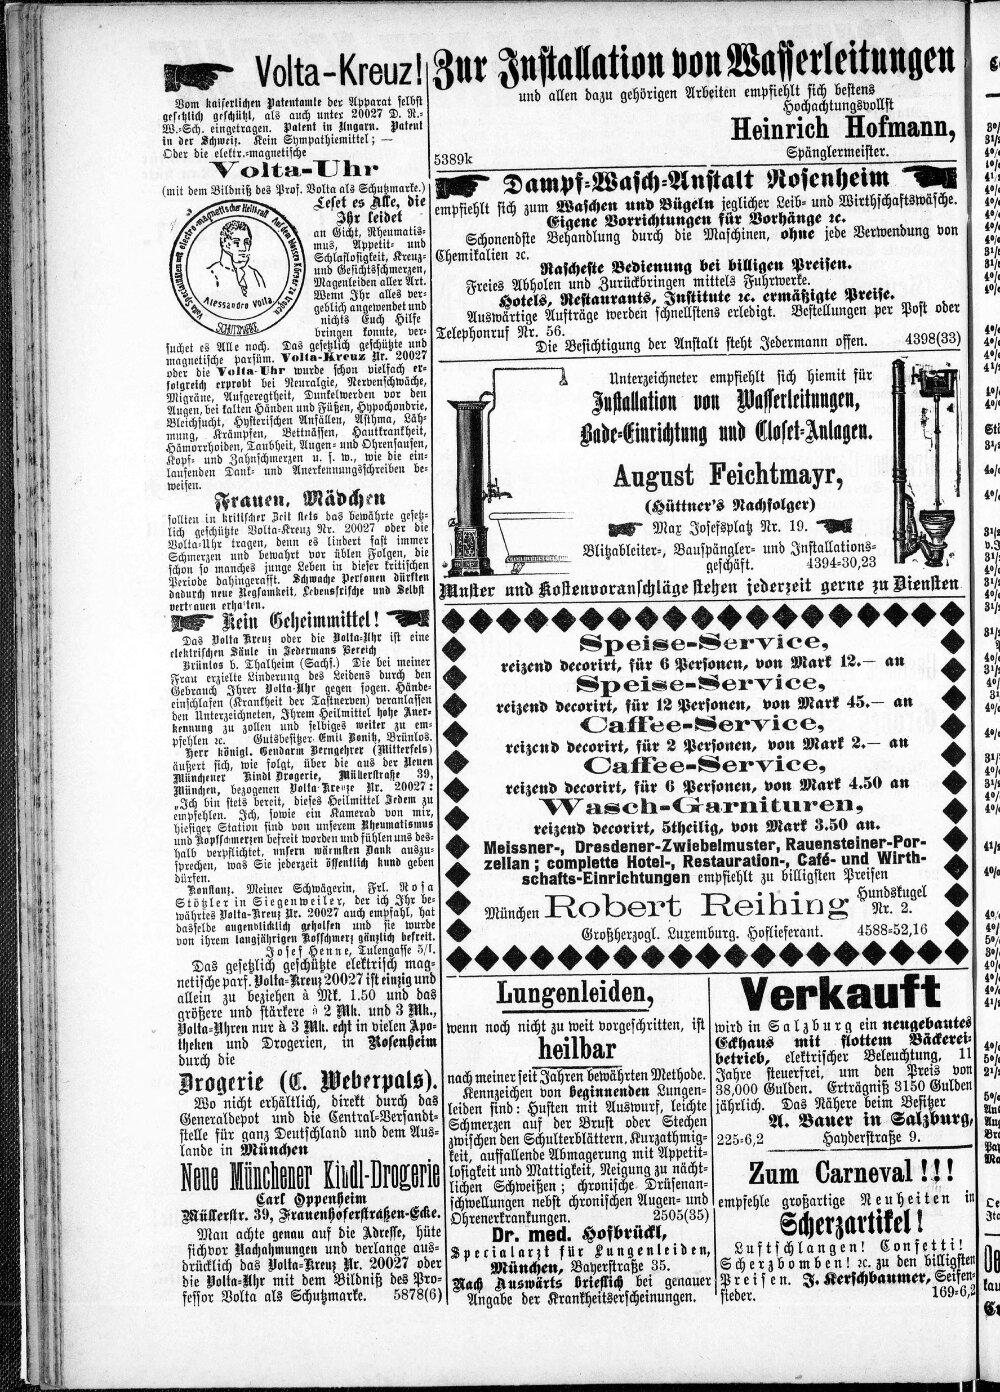 Volta-Kreuz!
Vom kaiserlichen Patentamte der Apparat selbst
gesetzlich geschützt, als auch unter 20027 D. R.-
W.-Sch. eingetragen. Patent in Ungarn. Patent
in der Schweiz. Kein Sympathiemittel; —
Oder die elektr.-magnetische
Volta-Uhr
(mit dem Bildniß des Prof. Volta als Schutzmarke.)
Leset es Alle, die
Ihr leidet
an Gicht, Rheumatis-
mus, Appetit- und
Schlaflosigkeit, Kreuz-
und Gesichtsschmerzen,
Magenleiden aller Art.
Wenn Ihr alles ver-
geblich angewendet und
nichts Euch Hilfe
bringen konnte, ver-
suchet es Alle noch. Das gesetzlich geschützte und
magnetische parfüm. Volta-Kreuz Nr. 20027
oder die Volta-Uhr wurde schon vielfach er-
folgreich erprobt bei Neuralgie, Nervenschwäche,
Migräne, Aufgeregtheit, Dunkelwerden vor den
Augen, bei kalten Händen und Füßen, Hypochondrie,
Bleichsucht, Hysterischen Anfällen, Asthma, Läh-
mung, Krämpfen, Bettnässen, Hautkrankheit,
Hämorrhoiden, Taubheit, Augen- und Ohrensausen,
Kopf- und Zahnschmerzen u. s. w., wie die ein-
laufenden Dank- und Anerkennungsschreiben be-
weisen.
Alessandro Volta
SCHUTZMARKE
Frauen, Mädchen
sollten in kritischer Zeit stets das bewährte gesetz-
lich geschützte Volta-Kreuz Nr. 20027 oder die
Volta-Uhr tragen, denn es lindert fast immer
Schmerzen und bewahrt vor üblen Folgen, die
schon so manches junge Leben in dieser kritischen
Periode dahingerafft. Schwache Personen dürften
dadurch neue Regsamkeit, Lebensfrische und Selbst
vertrauen erhalten.
Kein Geheimmittel!
Das Volta Kreuz oder die Volta-Uhr ist eine
elektrischen Säule in Jedermans Bereich
Brünlos b. Thalheim (Sachs.) Die bei meiner
Frau erzielte Linderung des Leidens durch den
Gebrauch Ihrer Volta-Uhr gegen sogen. Hände-
einschlafen (Krankheit der Tastnerven) veranlassen
den Unterzeichneten, Ihrem Heilmittel hohe Aner-
kennung zu zollen und selbiges weiter zu em-
pfehlen ꝛc. Gutsbesitzer Emil Bonitz, Brünlos.
Herr königl. Gendarm Berngehrer (Mitterfels)
äußert sich, wie folgt, über die aus der Neuen
Münchener Kindl Drogerie, Müllerstraße 39,
München, bezogenen Volta-Kreuze Nr. 20027:
„Ich bin stets bereit, dieses Heilmittel Jedem zu
empfehlen. Ich, sowie ein Kamerad von mir,
hiesiger Station sind von unserem Rheumatismus
und Kopfschmerzen befreit worden und fühlen uns des-
halb verpflichtet, unsern wärmsten Dank auszu-
sprechen, was Sie jederzeit öffentlich kund geben
dürfen.
Konstanz. Meiner Schwägerin, Frl. Rosa
Stößler in Siegenweiler, der ich Ihr be-
währtes Volta-Kreuz Nr. 20027 auch empfahl, hat
dasselbe augenblicklich geholfen und sie wurde
von ihrem langjährigen Kopfschmerz gänzlich befreit.
Josef Henne, Tulengasse 5/I.
Das gesetzlich geschützte elektrisch mag-
netische parf. Volta-Kreuz 20027 ist einzig und
allein zu beziehen à Mk. 1.50 und das
größere und stärkere à 2 Mk. und 3 Mk.,
Volta-Uhren nur à 3 Mk. echt in vielen Apo-
theken und Drogerien, in Rosenheim
durch die
Drogerie (C. Weberpals).
Wo nicht erhältlich, direkt durch das
Generaldepot und die Central-Versandt-
stelle für ganz Deutschland und dem Aus-
lande in München
Neue Münchener Kindl-Drogerie
Carl Oppenheim
Müllerstr. 39, Frauenhoferstraßen-Ecke.
Man achte genau auf die Adresse, hüte
sich vor Nachahmungen und verlange aus-
drücklich das Volta-Kreuz Nr. 20027 oder
die Volta-Uhr mit dem Bildniß des Pro-
fessor Volta als Schutzmarke. 5878(6)
Zur Installation von Wasserleitungen
und allen dazu gehörigen Arbeiten empfiehlt sich bestens
Hochachtungsvollst
Heinrich Hofmann,
5389k Spänglermeister.
Dampf-Wasch-Anstalt Rosenheim
empfiehlt sich zum Waschen und Bügeln jeglicher Leib- und Wirthschaftswäsche.
Eigene Vorrichtungen für Vorhänge ꝛc.
Schonendste Behandlung durch die Maschinen, ohne jede Verwendung von
Chemikalien ꝛc.
Rascheste Bedienung bei billigen Preisen.
Freies Abholen und Zurückbringen mittels Fuhrwerke.
Hotels, Restaurants, Institute ꝛc. ermäßigte Preise.
Auswärtige Aufträge werden schnellstens erledigt. Bestellungen per Post oder
Telephonruf Nr. 56.
Die Besichtigung der Anstalt steht Jedermann offen. 4398(33)
Unterzeichneter empfiehlt sich hiemit für
Installation von Wasserleitungen,
Bade-Einrichtung und Closet-Anlagen.
August Feichtmayr,
(Hüttner's Nachfolger)
Max Josefsplatz Nr. 19.
Blitzableiter-, Bauspängler- und Installations-
geschäft. 4394-30,23
Muster und Kostenvoranschläge stehen jederzeit gerne zu Diensten
Speise-Service,
reizend decorirt, für 6 Personen, von Mark 12.— an
Speise-Service,
reizend decorirt, für 12 Personen, von Mark 45.— an
Caffee-Service,
reizend decorirt, für 2 Personen, von Mark 2.— an
Caffee-Service,
reizend decorirt, für 6 Personen, von Mark 4.50 an
Wasch-Garnituren,
reizend decorirt, 5theilig, von Mark 3.50 an.
Meissner-, Dresdener-Zwiebelmuster, Rauensteiner-Por-
zellan; complette Hotel-, Restauration-, Café- und Wirth-
schafts-Einrichtungen empfiehlt zu billigsten Preisen
München Robert Reihing Hundskugel
Nr. 2.
Großherzogl. Luxemburg. Hoflieferant. 4588-52,16
Lungenleiden,
wenn noch nicht zu weit vorgeschritten, ist
heilbar
nach meiner seit Jahren bewährten Methode.
Kennzeichen von beginnenden Lungen-
leiden sind: Husten mit Auswurf, leichte
Schmerzen auf der Brust oder Stechen
zwischen den Schulterblättern, Kurzathmig-
keit, auffallende Abmagerung mit Appetit-
losigkeit und Mattigkeit, Neigung zu nächt-
lichen Schweißen; chronische Drüsenan-
schwellungen nebst chronischen Augen- und
Ohrenerkrankungen. 2505(35)
Dr. med. Hofbrückl,
Specialarzt für Lungenleiden,
München, Bayerstraße 35.
Nach Auswärts brieflich bei genauer
Angabe der Krankheitserscheinungen.
Verkauft
wird in Salzburg ein neugebautes
Eckhaus mit flottem Bäckerei-
betrieb, elektrischer Beleuchtung, 11
Jahre steuerfrei, um den Preis von
38,000 Gulden. Erträgniß 3150 Gulden
jährlich. Das Nähere beim Besitzer
A. Bauer in Salzburg,
225-6,2 Hayderstraße 9.
Zum Carneval!!!
empfehle großartige Neuheiten in
Scherzartikel!
Luftschlangen! Confetti!
Scherzbomben! ꝛc. zu den billigsten
Preisen. J. Kerschbaumer, Seifen-
sieder. 169-6,2